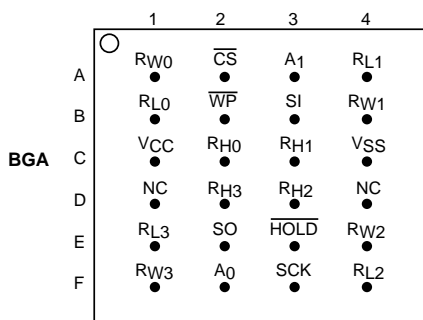 1 2 3 4
A RW0 CS A1 RL1
B RL0 WP SI RW1
BGA C VCC RH0 RH1 VSS
D NC RH3 RH2 NC
E RL3 SO HOLD RW2
F RW3 A0 SCK RL2